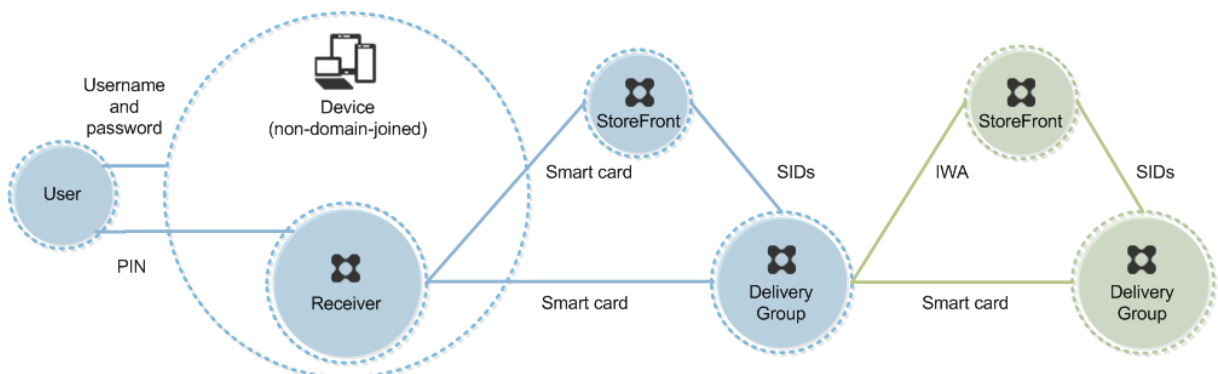 Username
and
password
Device
(non-domain-joined)
User
PIN
Receiver
StoreFront
Smart card
SIDs
Smart card
Delivery
Group
StoreFront
IWA
SIDs
Smart card
Delivery
Group